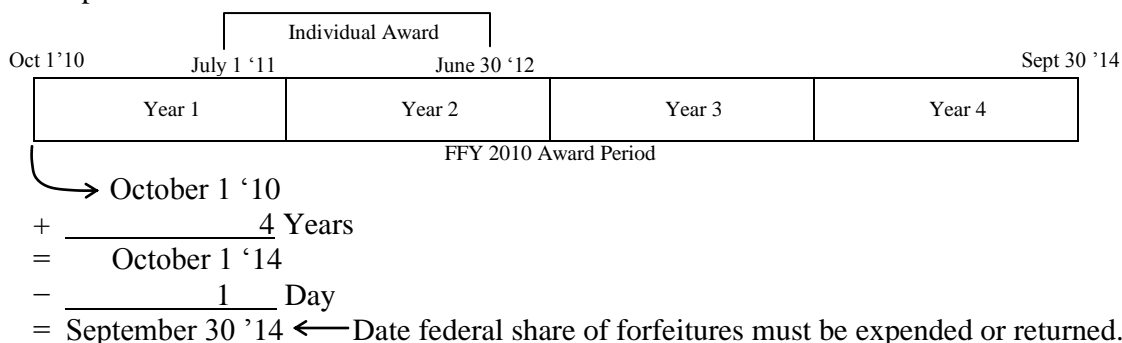 Individual Award
Oct 1’10 July 1 ‘11 June 30 ‘12 Sept 30 ’14
Year 1 Year 2 Year 3 Year 4
FFY 2010 Award Period
October 1 ‘10
+ 4 Years
= October 1 ‘14
− 1 Day
= September 30 ’14 Date federal share of forfeitures must be expended or returned.